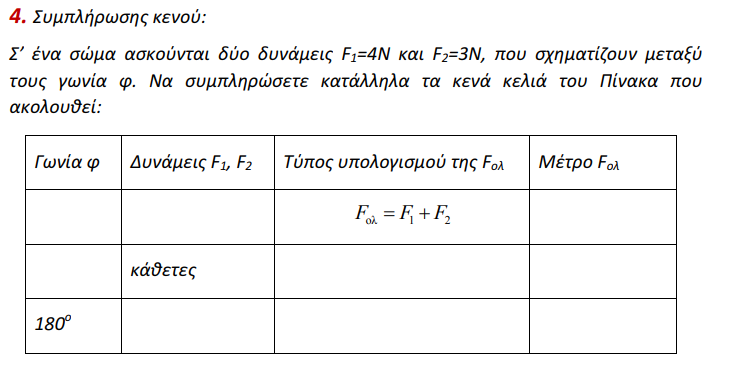 4. Συμπλήρωσης κενού:
Σ’ ένα σώμα ασκούνται δύο δυνάμεις F₁=4N και F₂=3N, που σχηματίζουν μεταξύ
τους γωνία φ. Να συμπληρώσετε κατάλληλα τα κενά κελιά του Πίνακα που
ακολουθεί:
Γωνία φ Δυνάμεις F₁, F₂ Τύπος υπολογισμού της Fολ Μέτρο Fολ
Fολ = F₁ + F₂
κάθετες
180⁰